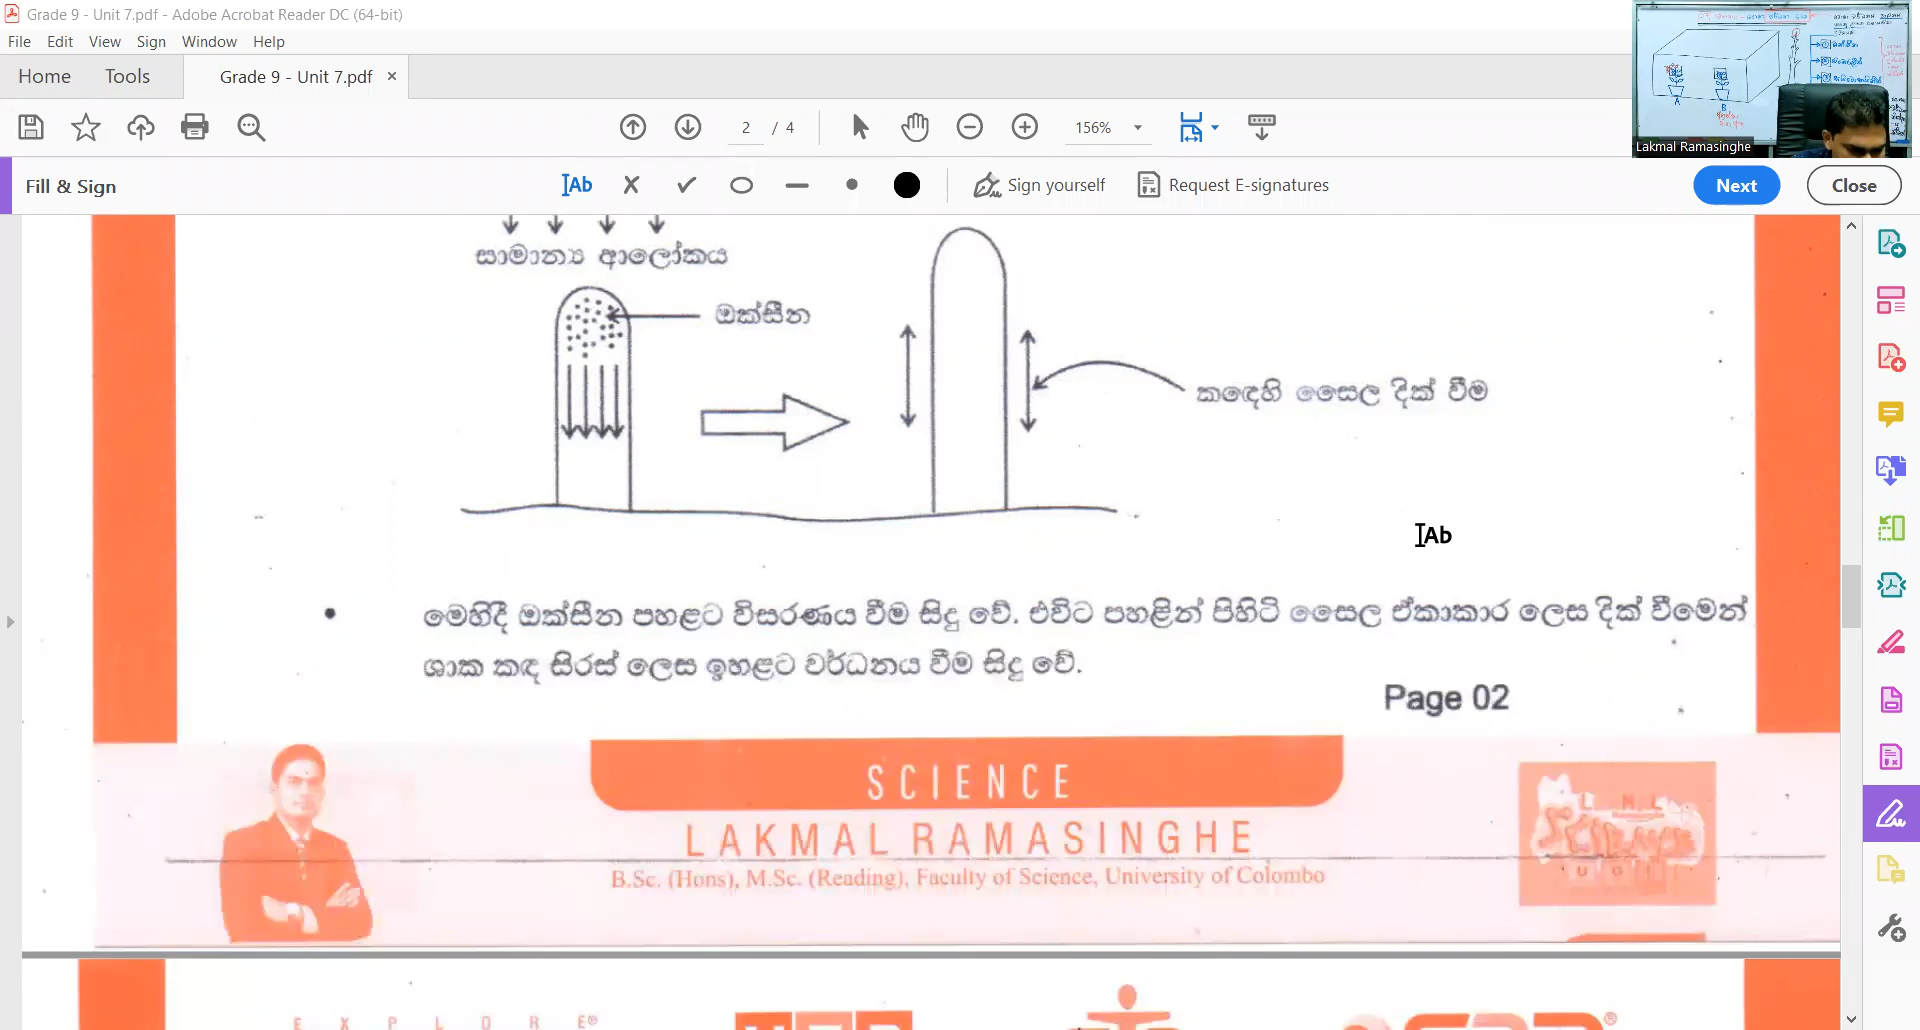 Grade 9 - Unit 7.pdf - Adobe Acrobat Reader DC (64-bit)
File Edit View Sign Window Help
Home Tools Grade 9 - Unit 7.pdf ×
2 / 4 156%
Lakmal Ramasinghe
Fill & Sign Ab Sign yourself Request E-signatures Next Close
සාමාන්‍ය ආලෝකය
ඔක්සීන
කඳෙහි සෛල දික් වීම
Ab
• මෙහිදී ඔක්සීන පහළට විසරණය වීම සිදු වේ. එවිට පහළින් පිහිටි සෛල ඒකාකාර ලෙස දික් වීමෙන්
ශාක කඳ සිරස් ලෙස ඉහළට වර්ධනය වීම සිදු වේ.
Page 02
SCIENCE
LAKMAL RAMASINGHE
B.Sc. (Hons), M.Sc. (Reading), Faculty of Science, University of Colombo
EXPLORE®